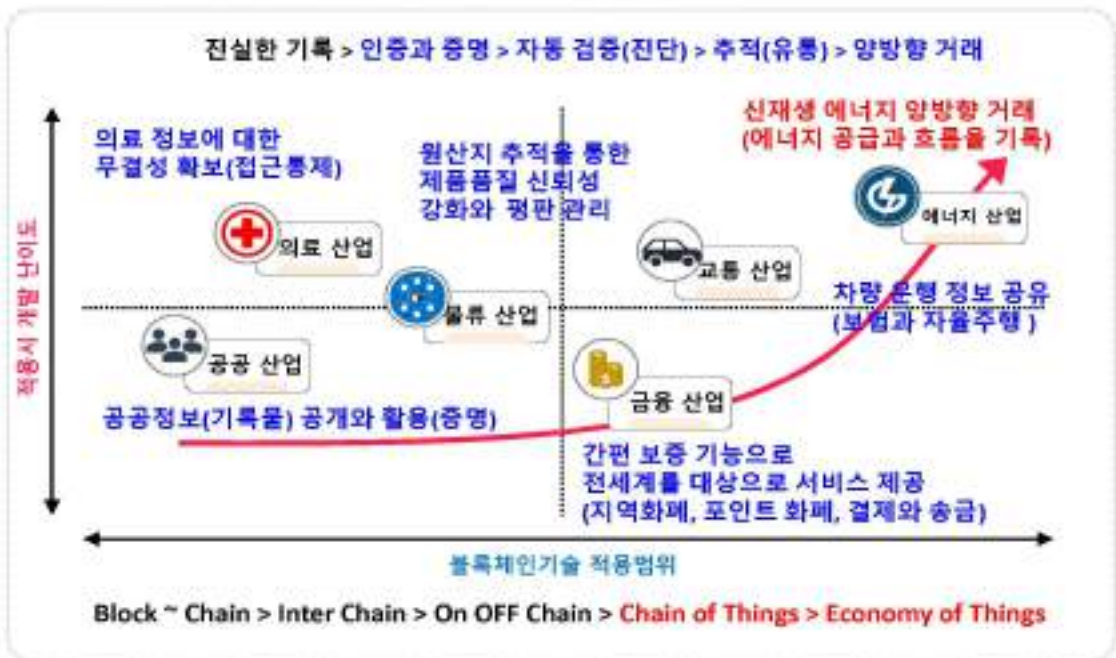 진실한 기록 > 인증과 증명 > 자동 검증(진단) > 추적(유통) > 양방향 거래
신재생 에너지 양방향 거래
(에너지 공급과 흐름을 기록)
의료 정보에 대한
무결성 확보(접근통제)
원산지 추적을 통한
제품품질 신뢰성
강화와 평판 관리
에너지 산업
의료 산업
교통 산업
차량 운행 정보 공유
(보험과 자율주행 )
물류 산업
공공 산업
금융 산업
공공정보(기록물) 공개와 활용(증명)
간편 보증 기능으로
전세계를 대상으로 서비스 제공
(지역화폐, 포인트 화폐, 결제와 송금)
적용시 개발 난이도
블록체인기술 적용범위
Block ~ Chain > Inter Chain > On OFF Chain > Chain of Things > Economy of Things